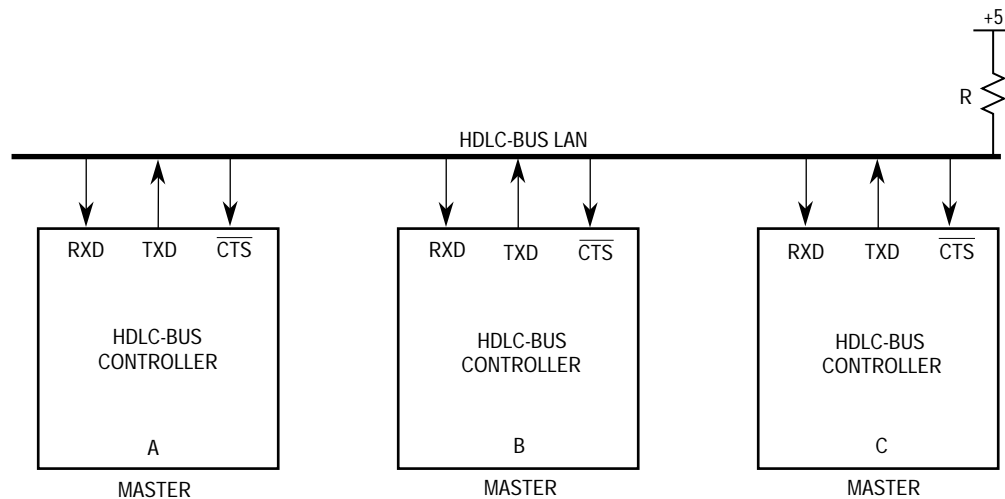 +5
R
HDLC-BUS LAN
RXD TXD CTS
HDLC-BUS
CONTROLLER
A
MASTER
RXD TXD CTS
HDLC-BUS
CONTROLLER
B
MASTER
RXD TXD CTS
HDLC-BUS
CONTROLLER
C
MASTER